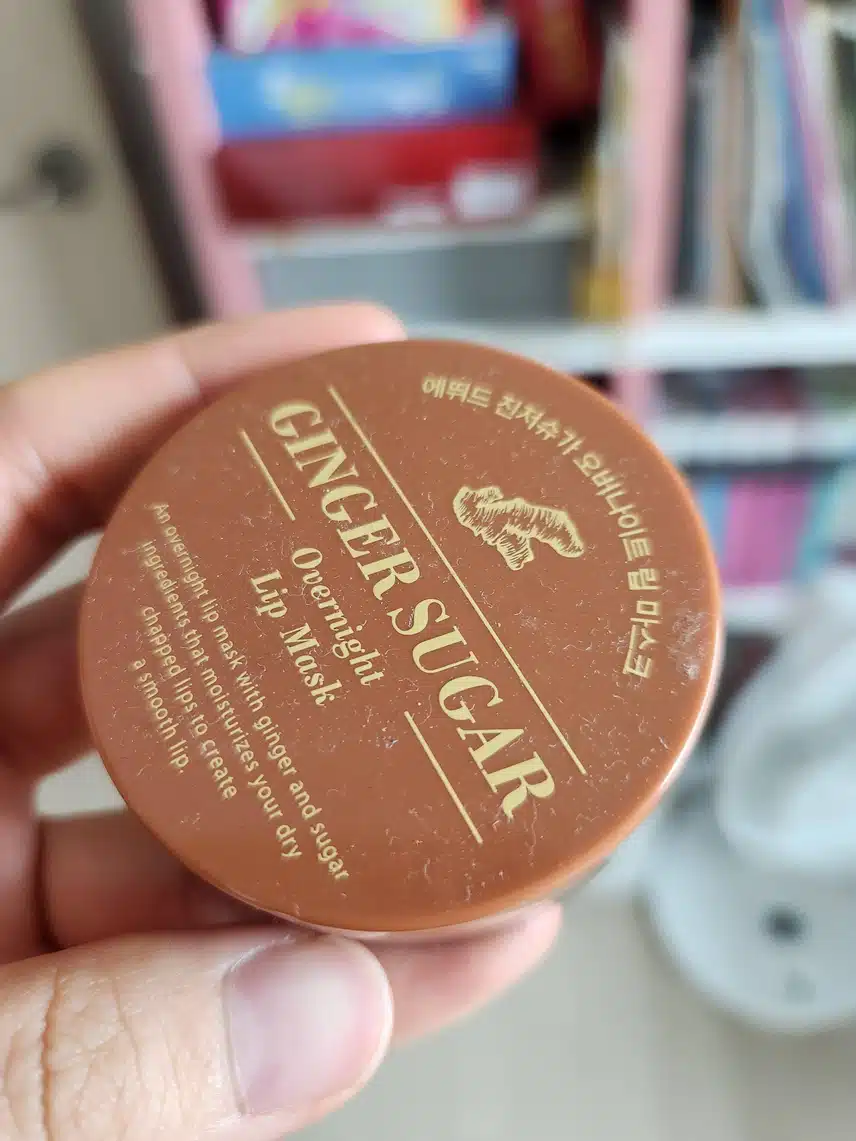 에뛰드 진저슈가 오버나이트 립 마스크
GINGER SUGAR
Overnight
Lip Mask
An overnight lip mask with ginger and sugar
ingredients that moisturizes your dry
chapped lips to create
a smooth lip.